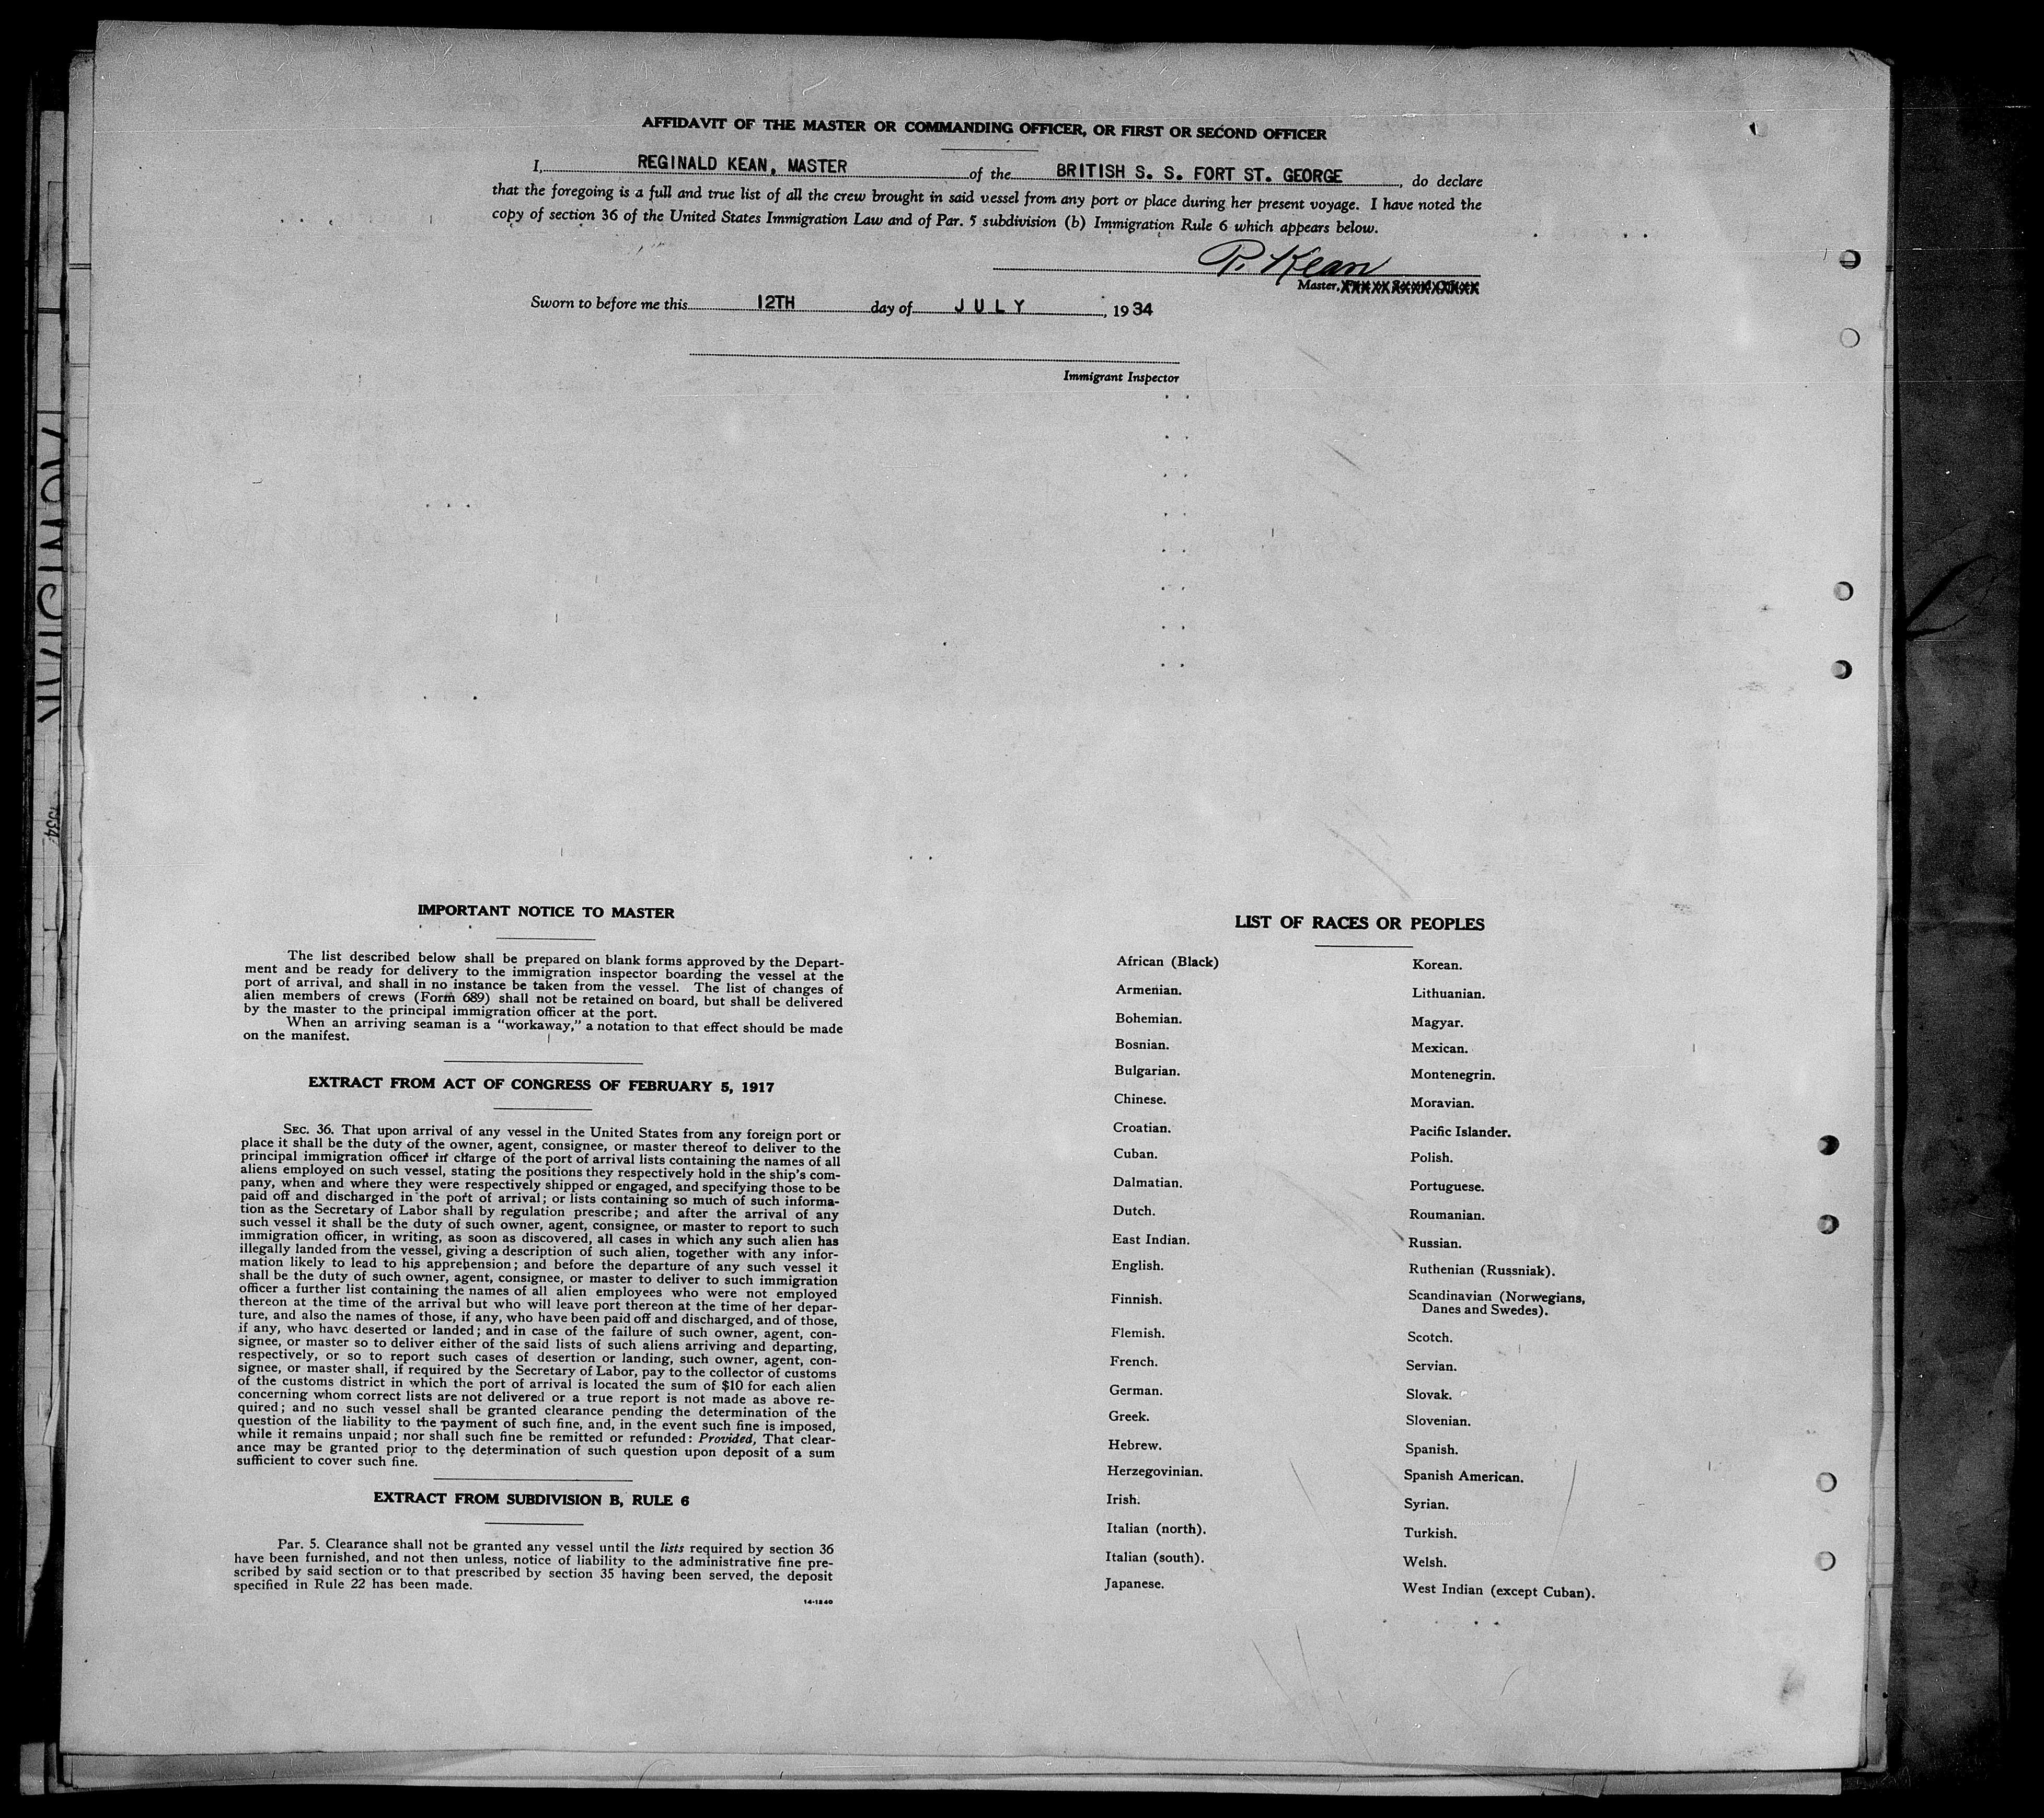 AFFIDAVIT OF THE MASTER OR COMMANDING OFFICER, OR FIRST OR SECOND OFFICER
I, REGINALD KEAN, MASTER of the BRITISH S. S. FORT ST. GEORGE, do declare
that the foregoing is a full and true list of all the crew brought in said vessel from any port or place during her present voyage. I have noted the
copy of section 36 of the United States Immigration Law and of Par. 5 subdivision (b) Immigration Rule 6 which appears below.
R. Kean
Master,
Sworn to before me this 12TH day of JULY, 1934
Immigrant Inspector
IMPORTANT NOTICE TO MASTER
The list described below shall be prepared on blank forms approved by the Depart-
ment and be ready for delivery to the immigration inspector boarding the vessel at the
port of arrival, and shall in no instance be taken from the vessel. The list of changes of
alien members of crews (Form 689) shall not be retained on board, but shall be delivered
by the master to the principal immigration officer at the port.
When an arriving seaman is a "workaway," a notation to that effect should be made
on the manifest.
EXTRACT FROM ACT OF CONGRESS OF FEBRUARY 5, 1917
SEC. 36. That upon arrival of any vessel in the United States from any foreign port or
place it shall be the duty of the owner, agent, consignee, or master thereof to deliver to the
principal immigration officer in charge of the port of arrival lists containing the names of all
aliens employed on such vessel, stating the positions they respectively hold in the ship's com-
pany, when and where they were respectively shipped or engaged, and specifying those to be
paid off and discharged in the port of arrival; or lists containing so much of such informa-
tion as the Secretary of Labor shall by regulation prescribe; and after the arrival of any
such vessel it shall be the duty of such owner, agent, consignee, or master to report to such
immigration officer, in writing, as soon as discovered, all cases in which any such alien has
illegally landed from the vessel, giving a description of such alien, together with any infor-
mation likely to lead to his apprehension; and before the departure of any such vessel it
shall be the duty of such owner, agent, consignee, or master to deliver to such immigration
officer a further list containing the names of all alien employees who were not employed
thereon at the time of the arrival but who will leave port thereon at the time of her depar-
ture, and also the names of those, if any, who have been paid off and discharged, and of those,
if any, who have deserted or landed; and in case of the failure of such owner, agent, con-
signee, or master so to deliver either of the said lists of such aliens arriving and departing,
respectively, or so to report such cases of desertion or landing, such owner, agent, con-
signee, or master shall, if required by the Secretary of Labor, pay to the collector of customs
of the customs district in which the port of arrival is located the sum of $10 for each alien
concerning whom correct lists are not delivered or a true report is not made as above re-
quired; and no such vessel shall be granted clearance pending the determination of the
question of the liability to the payment of such fine, and, in the event such fine is imposed,
while it remains unpaid; nor shall such fine be remitted or refunded: Provided, That clear-
ance may be granted prior to the determination of such question upon deposit of a sum
sufficient to cover such fine.
EXTRACT FROM SUBDIVISION B, RULE 6
Par. 5. Clearance shall not be granted any vessel until the lists required by section 36
have been furnished, and not then unless, notice of liability to the administrative fine pre-
scribed by said section or to that prescribed by section 35 having been served, the deposit
specified in Rule 22 has been made.
14-1240
LIST OF RACES OR PEOPLES
African (Black)
Armenian.
Bohemian.
Bosnian.
Bulgarian.
Chinese.
Croatian.
Cuban.
Dalmatian.
Dutch.
East Indian.
English.
Finnish.
Flemish.
French.
German.
Greek.
Hebrew.
Herzegovinian.
Irish.
Italian (north).
Italian (south).
Japanese.
Korean.
Lithuanian.
Magyar.
Mexican.
Montenegrin.
Moravian.
Pacific Islander.
Polish.
Portuguese.
Roumanian.
Russian.
Ruthenian (Russniak).
Scandinavian (Norwegians,
Danes and Swedes).
Scotch.
Servian.
Slovak.
Slovenian.
Spanish.
Spanish American.
Syrian.
Turkish.
Welsh.
West Indian (except Cuban).